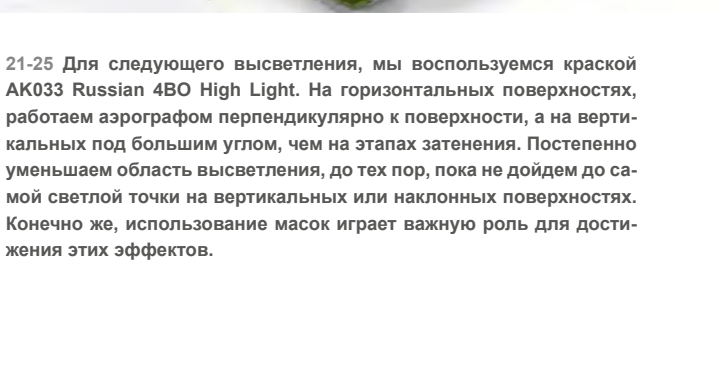 21-25 Для следующего высветления, мы воспользуемся краской
AK033 Russian 4BO High Light. На горизонтальных поверхностях,
работаем аэрографом перпендикулярно к поверхности, а на верти-
кальных под большим углом, чем на этапах затенения. Постепенно
уменьшаем область высветления, до тех пор, пока не дойдем до са-
мой светлой точки на вертикальных или наклонных поверхностях.
Конечно же, использование масок играет важную роль для дости-
жения этих эффектов.